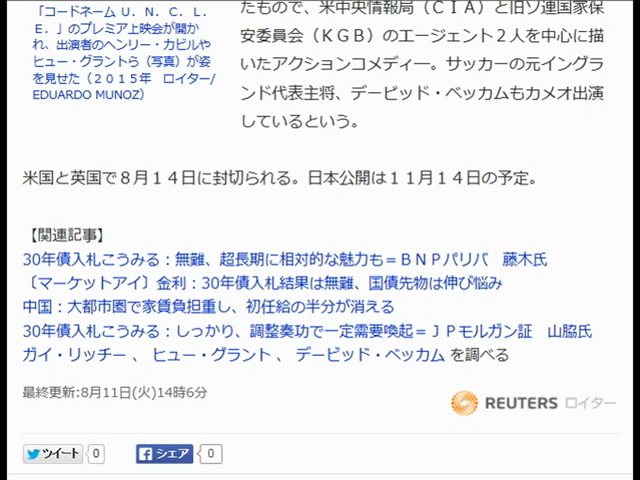 「コードネーム U．N．C．L．
E．」のプレミア上映会が開か
れ、出演者のヘンリー・カビルや
ヒュー・グラントら（写真）が姿
を見せた（2015年　ロイター/
EDUARDO MUNOZ）
たもので、米中央情報局（ＣＩＡ）と旧ソ連国家保
安委員会（ＫＧＢ）のエージェント２人を中心に描
いたアクションコメディー。サッカーの元イングラ
ンド代表主将、デービッド・ベッカムもカメオ出演
しているという。
米国と英国で８月１４日に封切られる。日本公開は１１月１４日の予定。
【関連記事】
30年債入札こうみる：無難、超長期に相対的な魅力も＝ＢＮＰパリバ　藤木氏
〔マーケットアイ〕金利：30年債入札結果は無難、国債先物は伸び悩み
中国：大都市圏で家賃負担重し、初任給の半分が消える
30年債入札こうみる：しっかり、調整奏功で一定需要喚起＝ＪＰモルガン証　山脇氏
ガイ・リッチー 、 ヒュー・グラント 、 デービッド・ベッカム を調べる
最終更新:8月11日(火)14時6分
REUTERS ロイター
ツイート 0
シェア 0